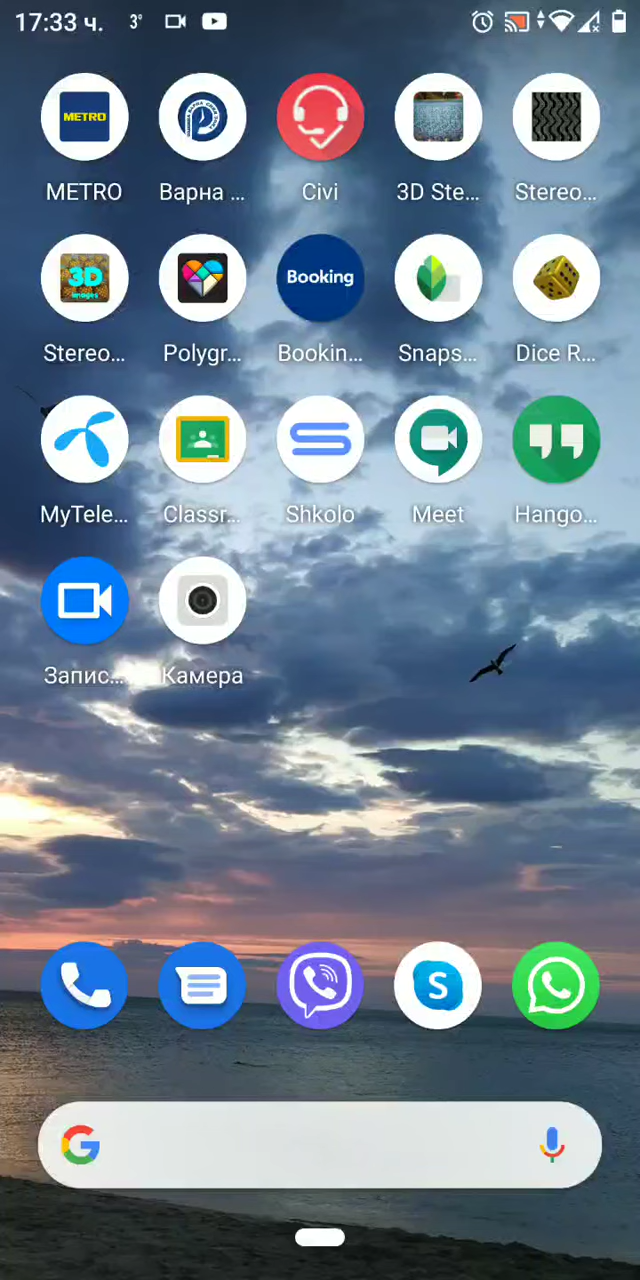 17:33 ч. 3°
METRO
METRO Варна ... Civi 3D Ste... Stereo...
3D Images Booking
Stereo... Polygr... Bookin... Snaps... Dice R...
MyTele... Classr... Shkolo Meet Hango...
Запис... Камера
S
G